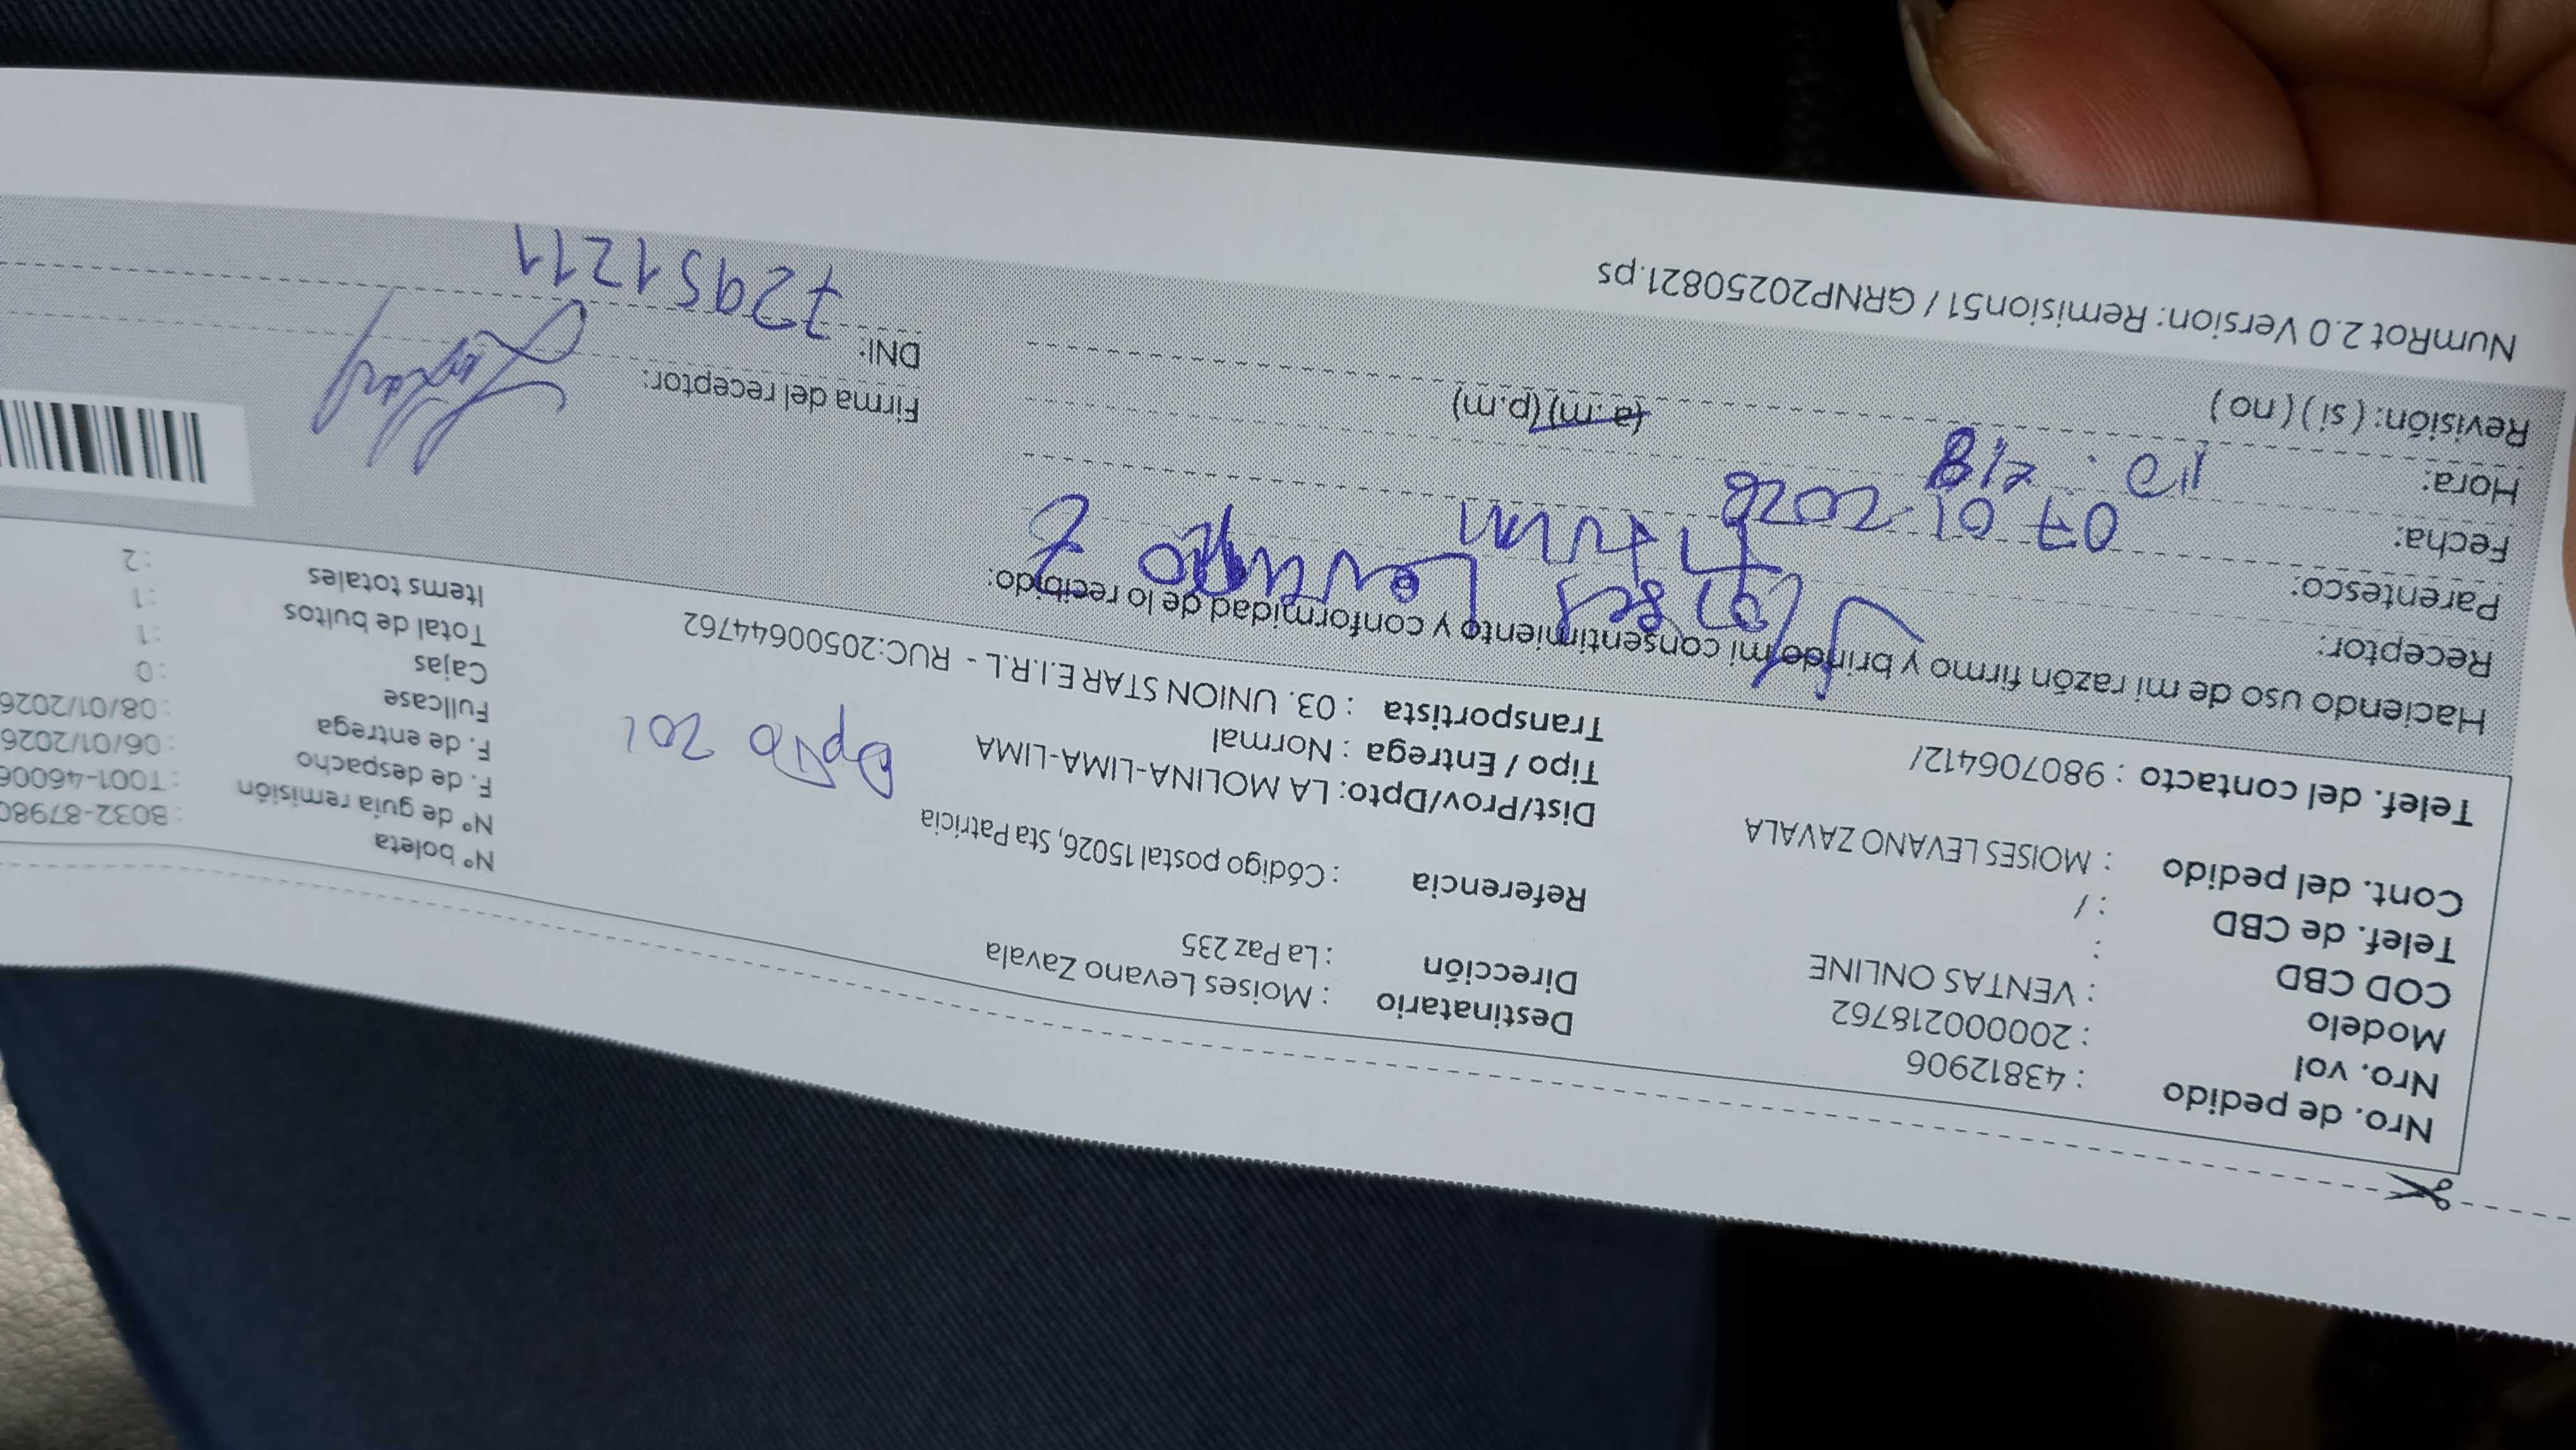 Nro. de pedido : 43812906
Nro. vol : 20000218762
Modelo : VENTAS ONLINE
COD CBD :
Telef. de CBD : /
Cont. del pedido : MOISES LEVANO ZAVALA
Telef. del contacto : 980706412/
Destinatario : Moises Levano Zavala
Dirección : La Paz 235
Referencia : Código postal 15026, Sta Patricia
Dist/Prov/Dpto: LA MOLINA-LIMA-LIMA
Dpto 201
Tipo / Entrega : Normal
Transportista : 03. UNION STAR E.I.R.L - RUC:20500644762
Nº boleta : B032-87980
Nº de guía remisión : T001-46006
F. de despacho : 06/01/2026
F. de entrega : 08/01/2026
Fullcase : 0
Cajas : 1
Total de bultos : 1
Items totales : 2
Haciendo uso de mi razón firmo y brindo mi consentimiento y conformidad de lo recibido:
Receptor: Moises Levano Z
Parentesco:
Fecha: 07 01 2026
Hora: 10: (a.m) (p.m)
Revisión: ( si ) ( no )
Firma del receptor:
DNI: 72951211
NumRot 2.0 Version: Remision51 / GRNP20250821.ps